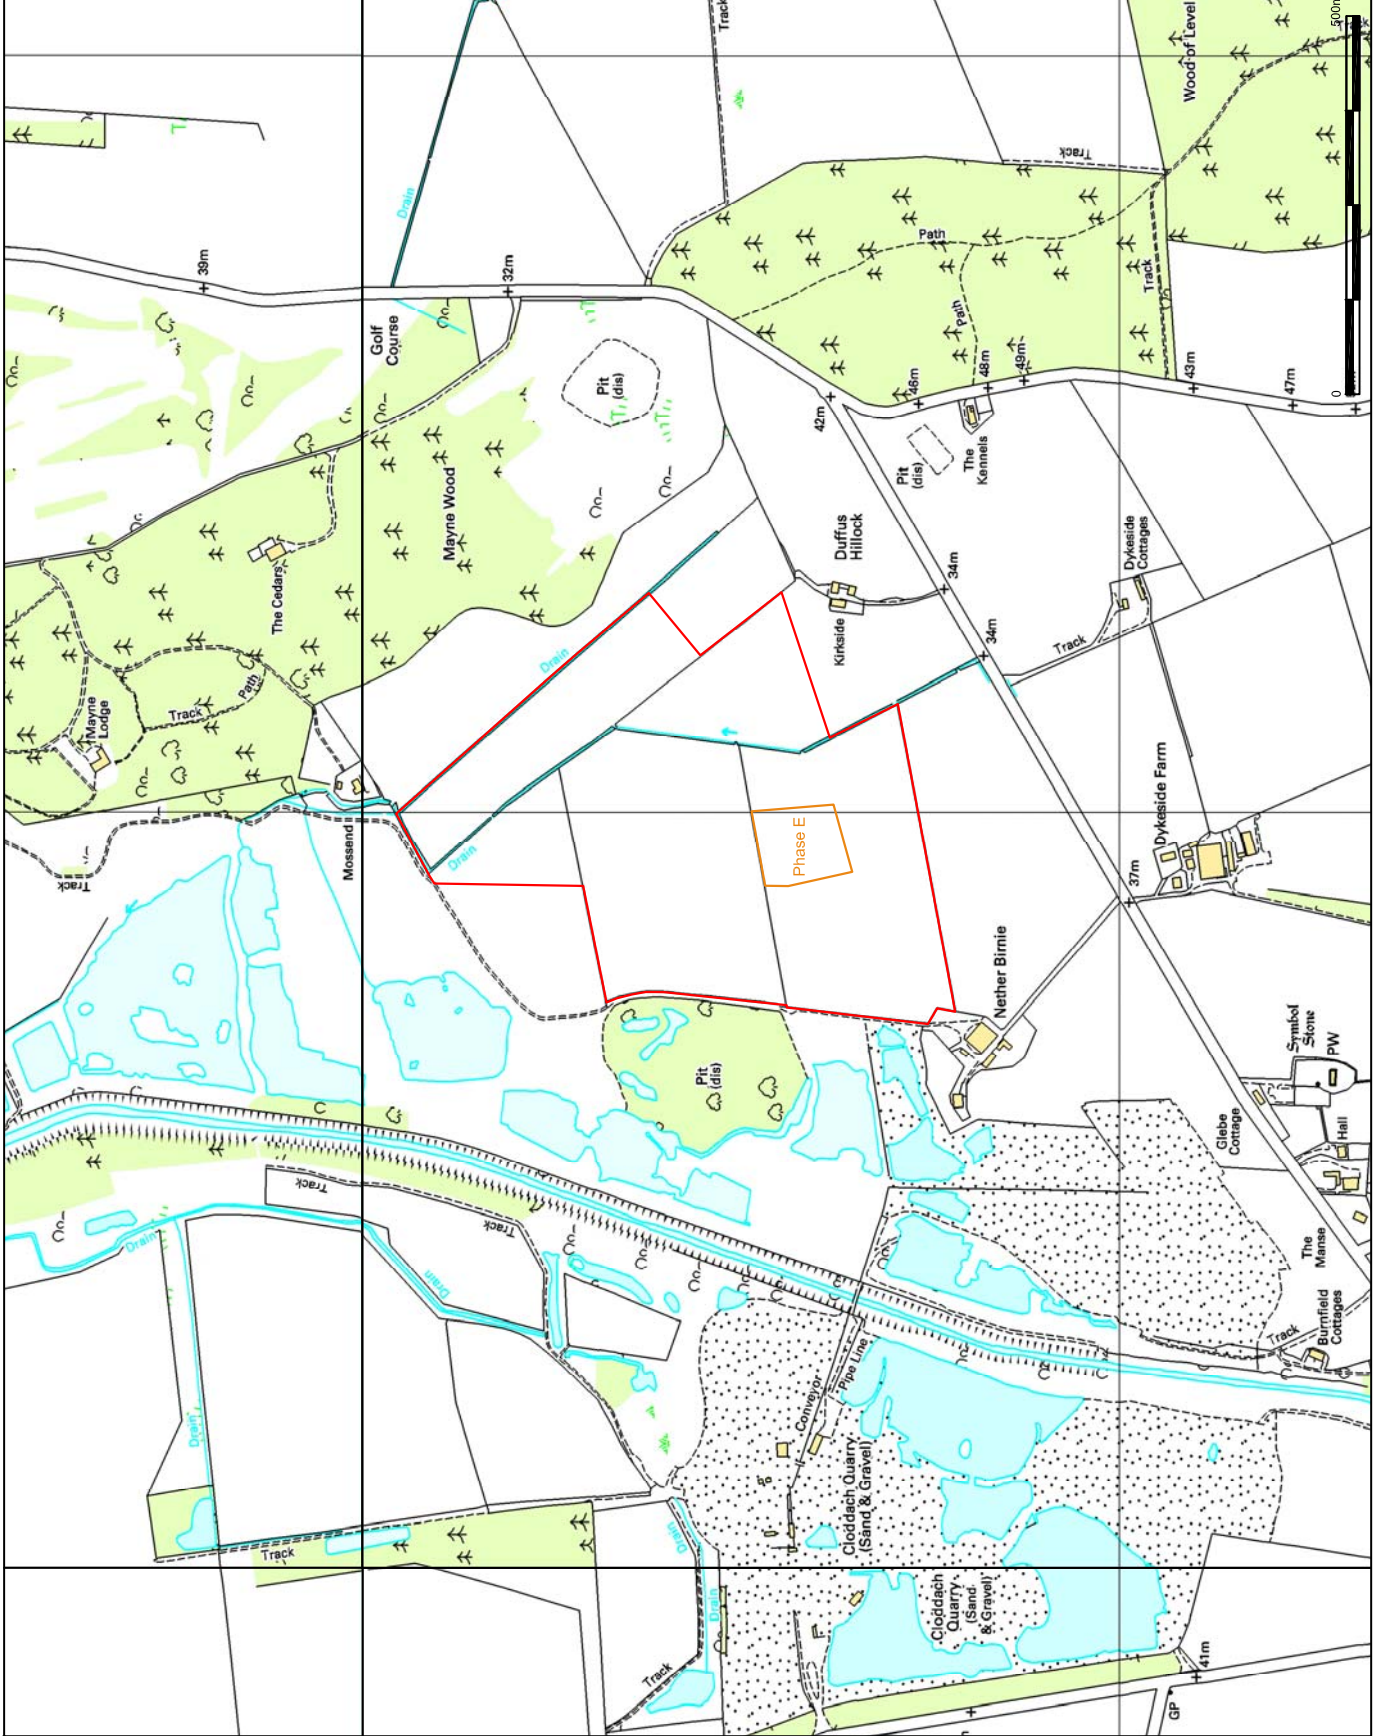 Track
500m
Track
Wood of Level
39m
Drain
Track
32m
Golf
Course
Path
Track
Path
Pit
(dis)
42m
46m
48m
49m
43m
47m
0
The
Kennels
Pit
(dis)
Mayne Wood
The Cedars
Duffus
Hillock
Dykeside
Cottages
34m
Kirkside
34m
Track
Drain
Mayne
Lodge
Track
Path
Mossend
Track
Drain
Phase E
Dykeside Farm
37m
Nether Birnie
Pit
(dis)
Symbol
Stone
PW
Glebe
Cottage
Hall
Track
Track
Drain
Drain
The
Manse
Burnfield
Cottages
Track
Conveyor
Pipe Line
Drain
Cloddach Quarry
(Sand & Gravel)
Track
Drain
Drain
Cloddach
Quarry
(Sand
& Gravel)
Track
41m
GP